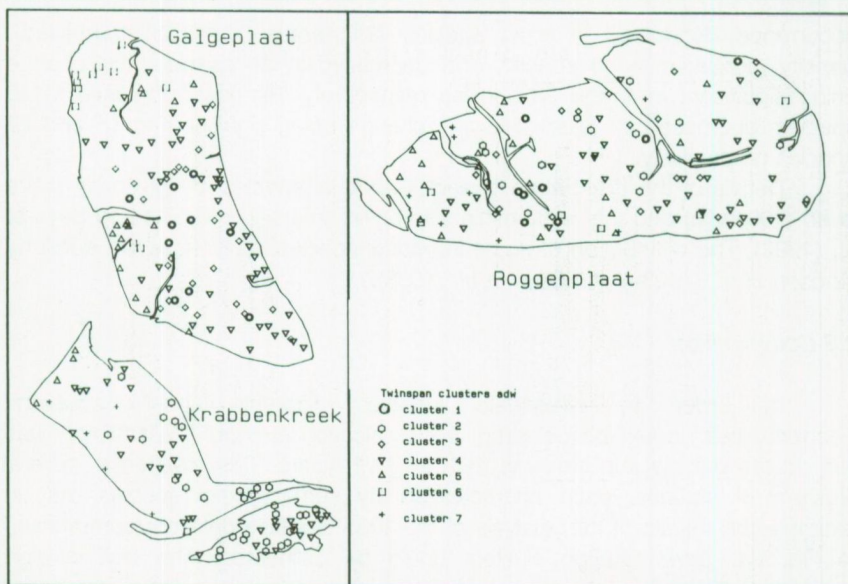 Galgeplaat
Roggenplaat
Krabbenkreek
Twinspan clusters adw
cluster 1
cluster 2
cluster 3
cluster 4
cluster 5
cluster 6
cluster 7